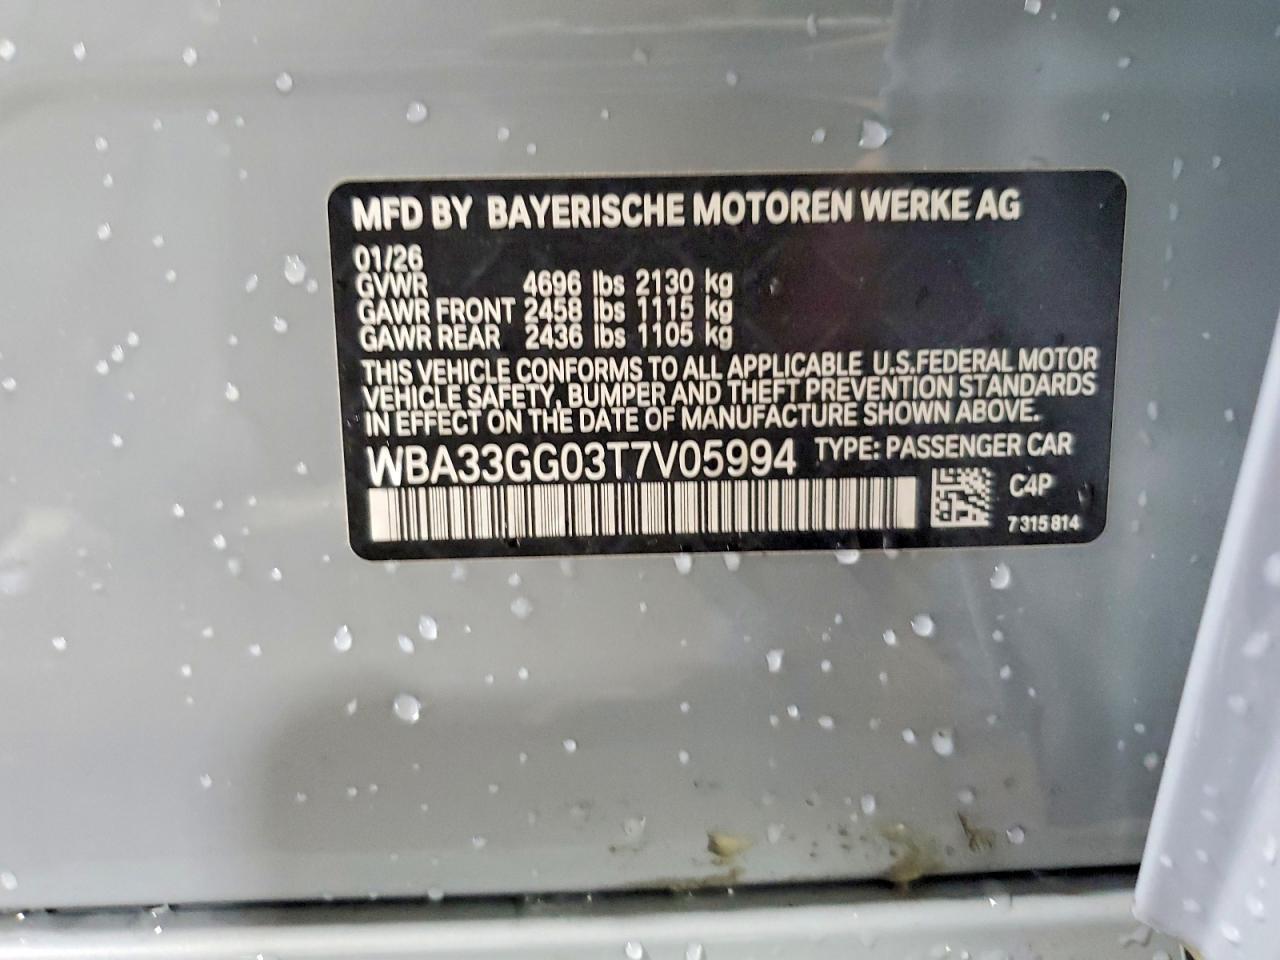 MFD BY BAYERISCHE MOTOREN WERKE AG
01/26
GVWR 4696 lbs 2130 kg
GAWR FRONT 2458 lbs 1115 kg
GAWR REAR 2436 lbs 1105 kg
THIS VEHICLE CONFORMS TO ALL APPLICABLE U.S.FEDERAL MOTOR
VEHICLE SAFETY, BUMPER AND THEFT PREVENTION STANDARDS
IN EFFECT ON THE DATE OF MANUFACTURE SHOWN ABOVE.
WBA33GG03T7V05994 TYPE: PASSENGER CAR
C4P
7 315 814